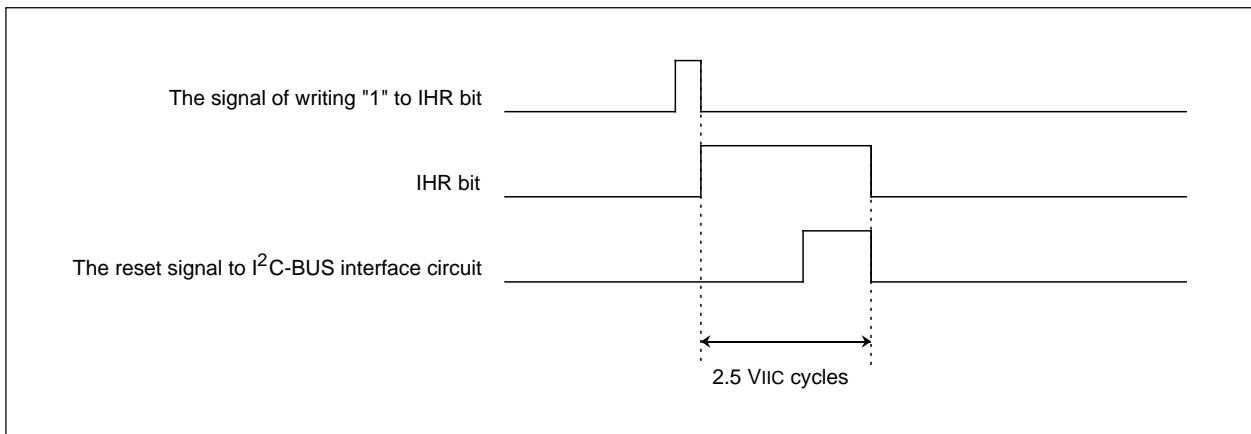 The signal of writing "1" to IHR bit
IHR bit
The reset signal to I²C-BUS interface circuit
2.5 VIIC cycles